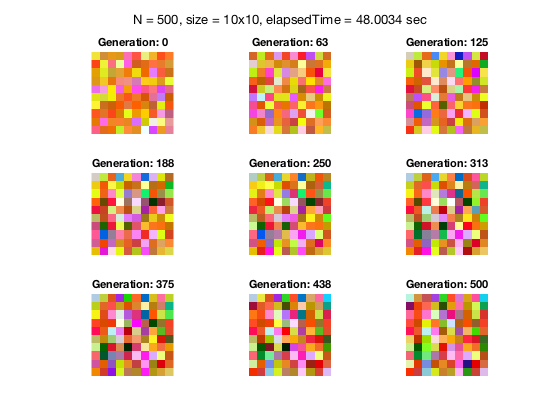 N = 500, size = 10x10, elapsedTime = 48.0034 sec
Generation: 0
Generation: 63
Generation: 125
Generation: 188
Generation: 250
Generation: 313
Generation: 375
Generation: 438
Generation: 500